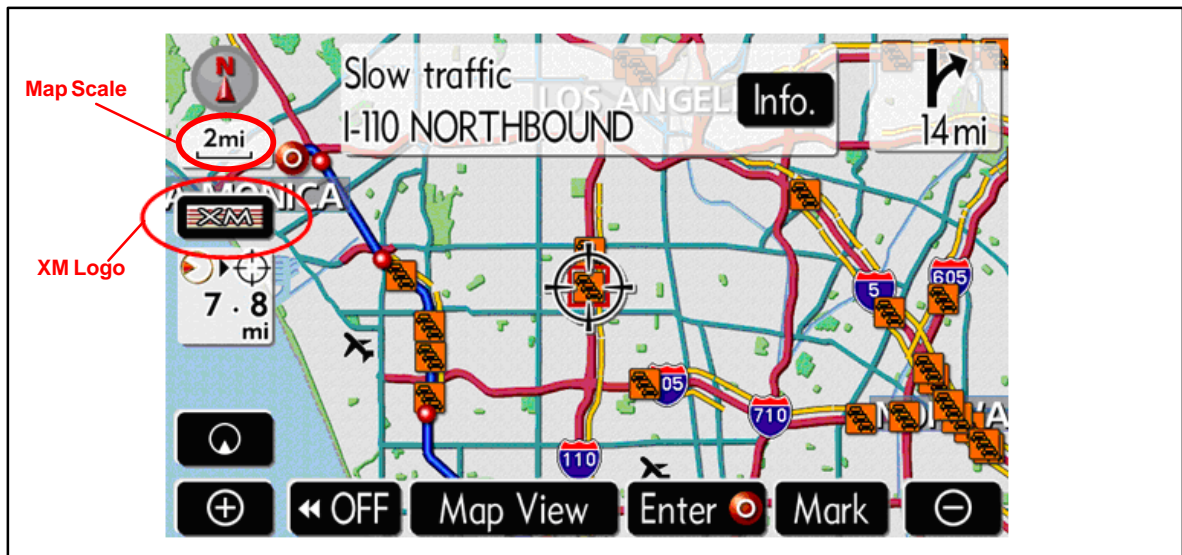 Map Scale
XM Logo
N
2mi
Slow traffic
I-110 NORTHBOUND
LOS ANGEL
Info.
14mi
A MONICA
XM
7.8
mi
5
605
05
710
110
OFF
Map View
Enter
Mark